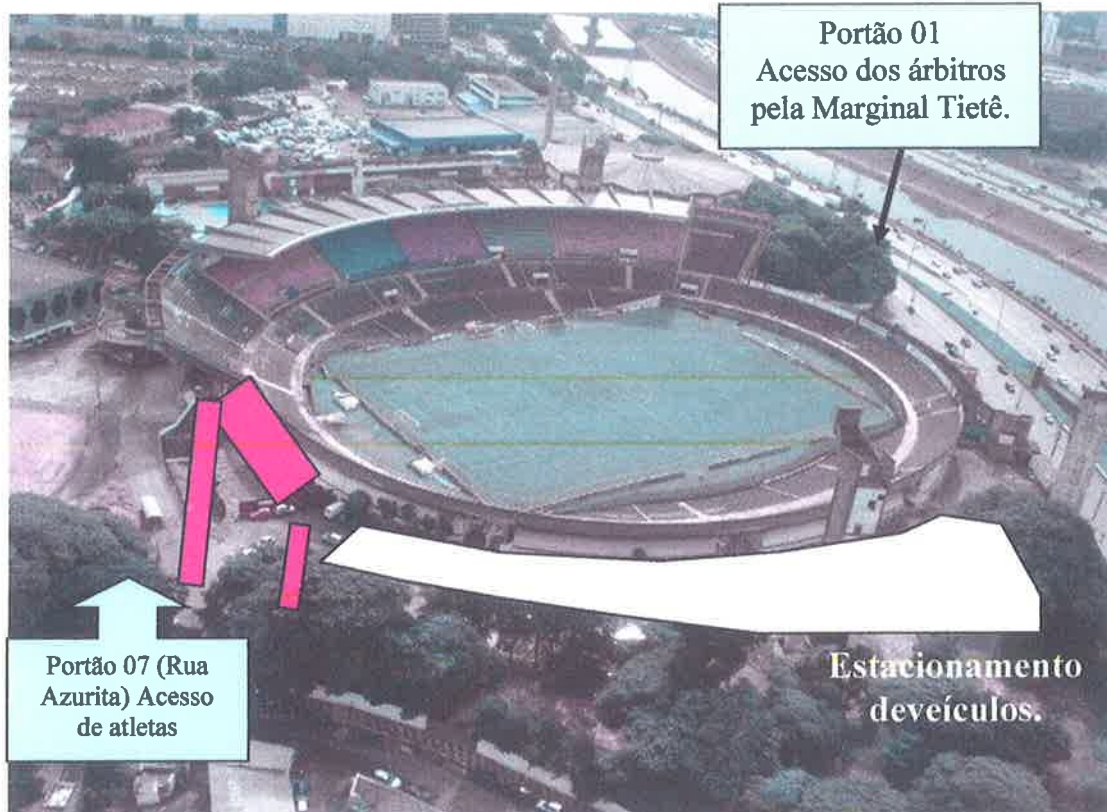 Portão 01
Acesso dos árbitros
pela Marginal Tietê.
Portão 07 (Rua
Azurita) Acesso
de atletas
Estacionamento
deveículos.